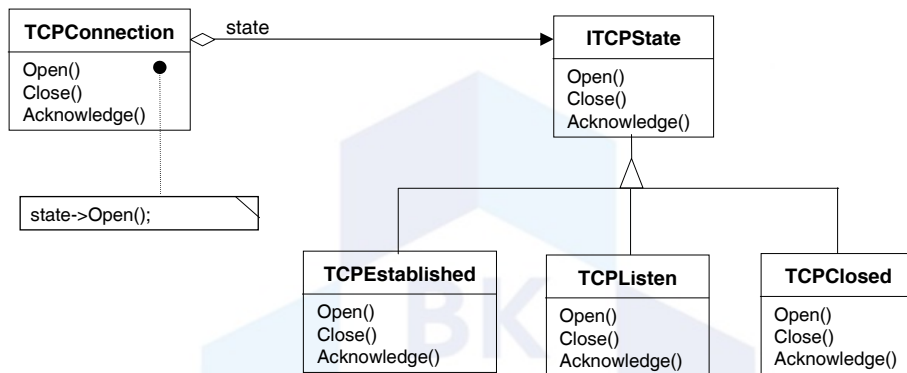 TCPConnection
Open()
Close()
Acknowledge()
state
ITCPState
Open()
Close()
Acknowledge()
state->Open();
TCPEstablished
Open()
Close()
Acknowledge()
TCPListen
Open()
Close()
Acknowledge()
TCPClosed
Open()
Close()
Acknowledge()
BK